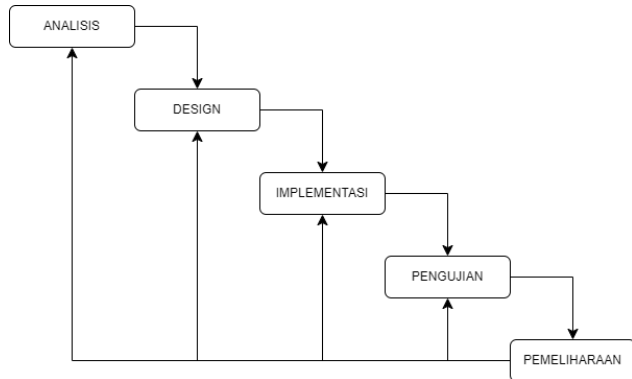 ANALISIS
DESIGN
IMPLEMENTASI
PENGUJIAN
PEMELIHARAAN